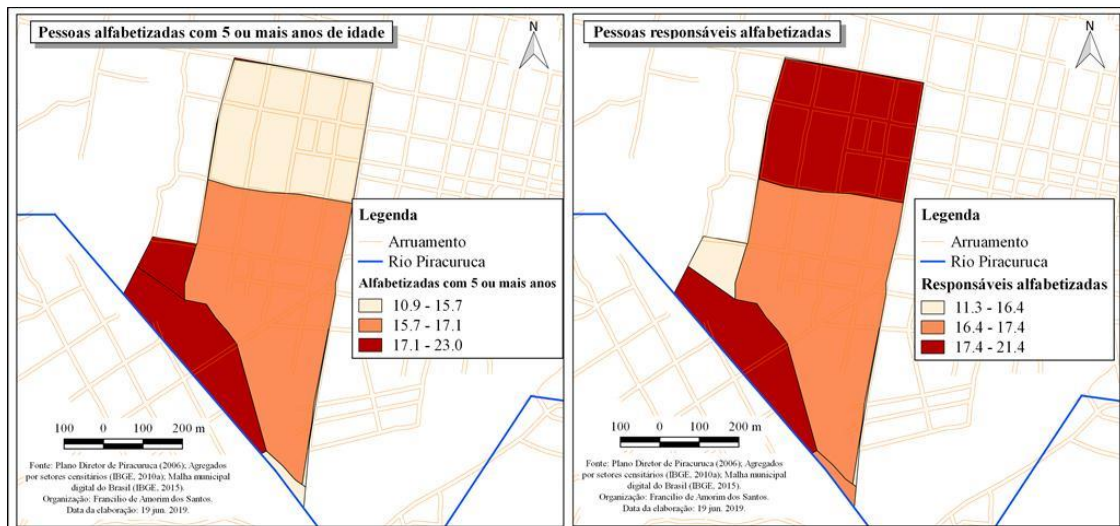 Pessoas alfabetizadas com 5 ou mais anos de idade
N
Legenda
Arruamento
Rio Piracuruca
Alfabetizadas com 5 ou mais anos
10.9 - 15.7
15.7 - 17.1
17.1 - 23.0
100 0 100 200 m
Fonte: Plano Diretor de Piracuruca (2006); Agregados
por setores censitários (IBGE, 2010a); Malha municipal
digital do Brasil (IBGE, 2015).
Organização: Francílio de Amorim dos Santos.
Data da elaboração: 19 jun. 2019.
Pessoas responsáveis alfabetizadas
N
Legenda
Arruamento
Rio Piracuruca
Responsáveis alfabetizadas
11.3 - 16.4
16.4 - 17.4
17.4 - 21.4
100 0 100 200 m
Fonte: Plano Diretor de Piracuruca (2006); Agregados
por setores censitários (IBGE, 2010a); Malha municipal
digital do Brasil (IBGE, 2015).
Organização: Francílio de Amorim dos Santos.
Data da elaboração: 19 jun. 2019.